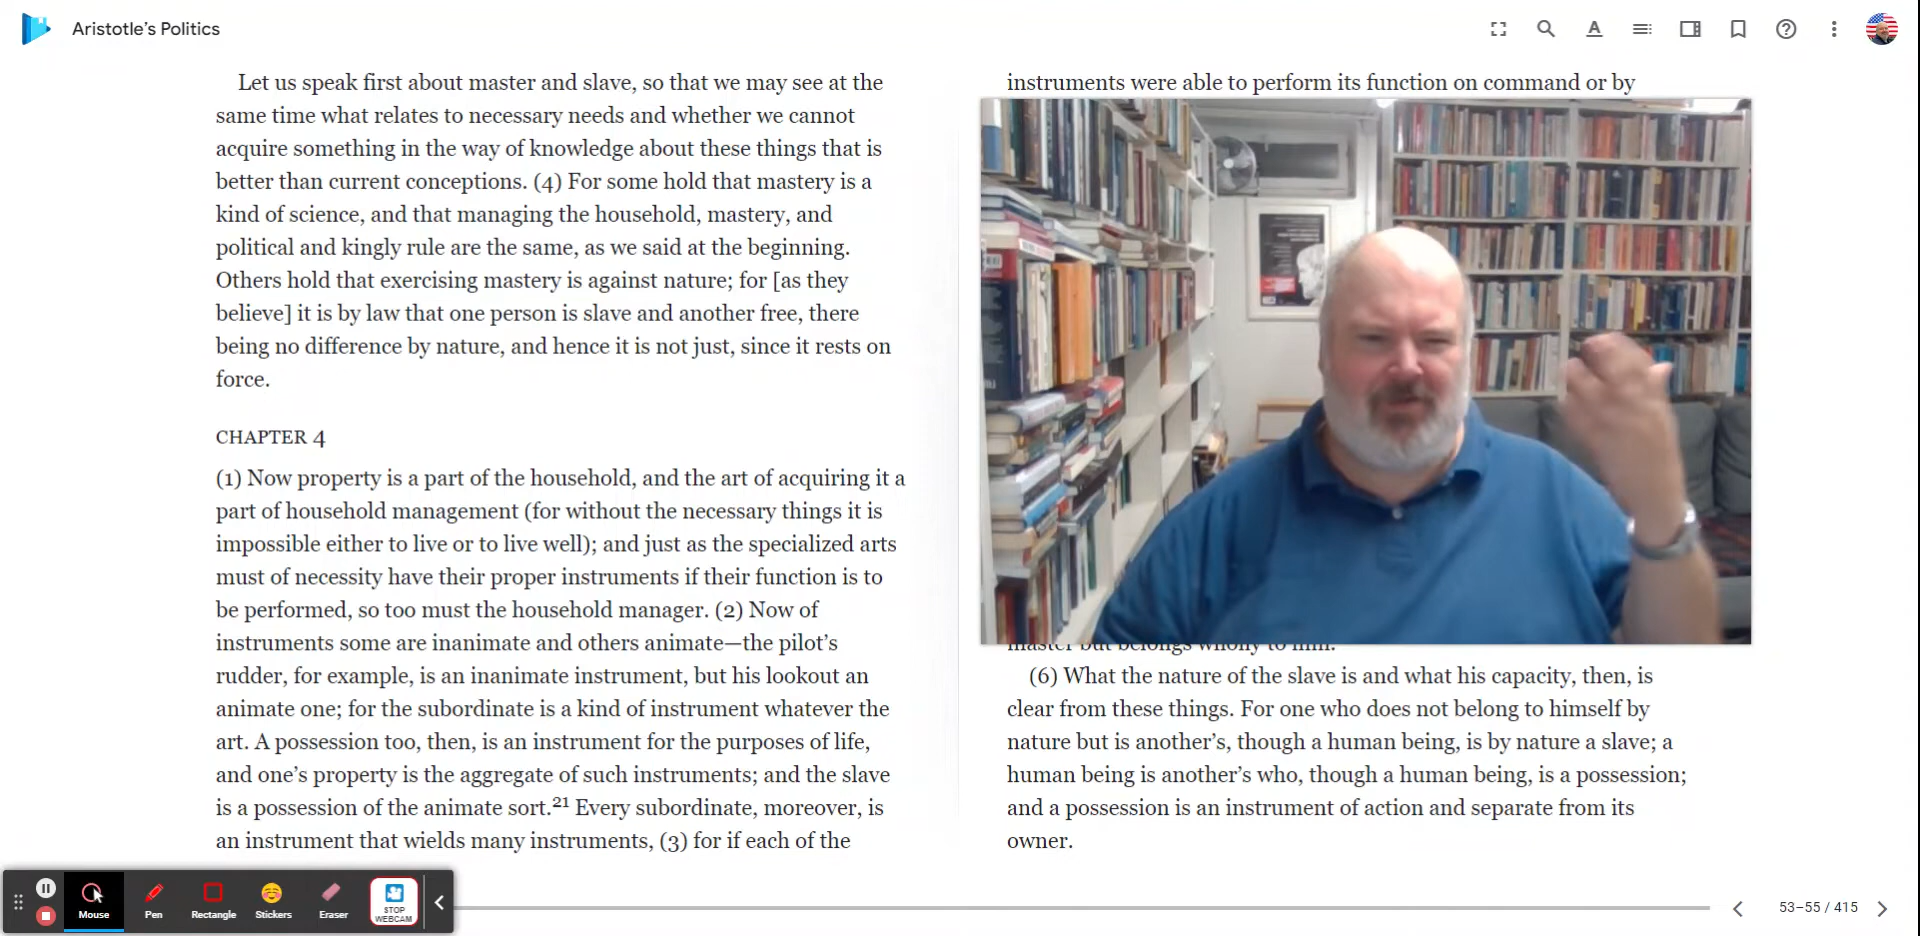 Aristotle's Politics
Let us speak first about master and slave, so that we may see at the
same time what relates to necessary needs and whether we cannot
acquire something in the way of knowledge about these things that is
better than current conceptions. (4) For some hold that mastery is a
kind of science, and that managing the household, mastery, and
political and kingly rule are the same, as we said at the beginning.
Others hold that exercising mastery is against nature; for [as they
believe] it is by law that one person is slave and another free, there
being no difference by nature, and hence it is not just, since it rests on
force.
CHAPTER 4
(1) Now property is a part of the household, and the art of acquiring it a
part of household management (for without the necessary things it is
impossible either to live or to live well); and just as the specialized arts
must of necessity have their proper instruments if their function is to
be performed, so too must the household manager. (2) Now of
instruments some are inanimate and others animate—the pilot's
rudder, for example, is an inanimate instrument, but his lookout an
animate one; for the subordinate is a kind of instrument whatever the
art. A possession too, then, is an instrument for the purposes of life,
and one's property is the aggregate of such instruments; and the slave
is a possession of the animate sort.21 Every subordinate, moreover, is
an instrument that wields many instruments, (3) for if each of the
instruments were able to perform its function on command or by
master but belongs wholly to him.
(6) What the nature of the slave is and what his capacity, then, is
clear from these things. For one who does not belong to himself by
nature but is another's, though a human being, is by nature a slave; a
human being is another's who, though a human being, is a possession;
and a possession is an instrument of action and separate from its
owner.
Mouse
Pen
Rectangle
Stickers
Eraser
STOP
WEBCAM
53–55 / 415